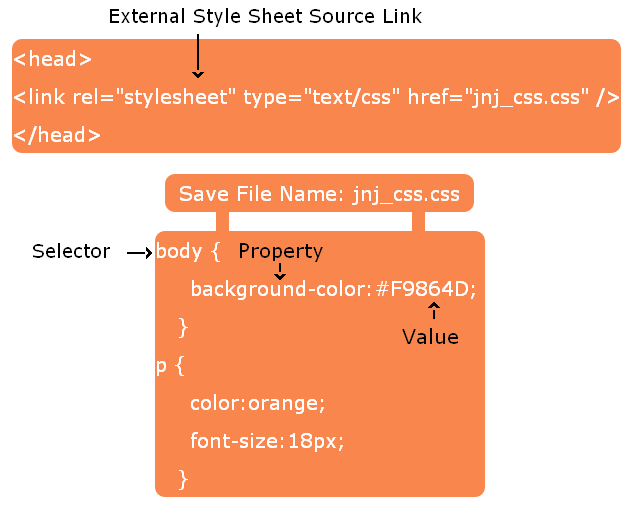 External Style Sheet Source Link
<head>
<link rel="stylesheet" type="text/css" href="jnj_css.css" />
</head>
Save File Name: jnj_css.css
Selector body { Property
background-color:#F9864D;
}
Value
p {
color:orange;
font-size:18px;
}